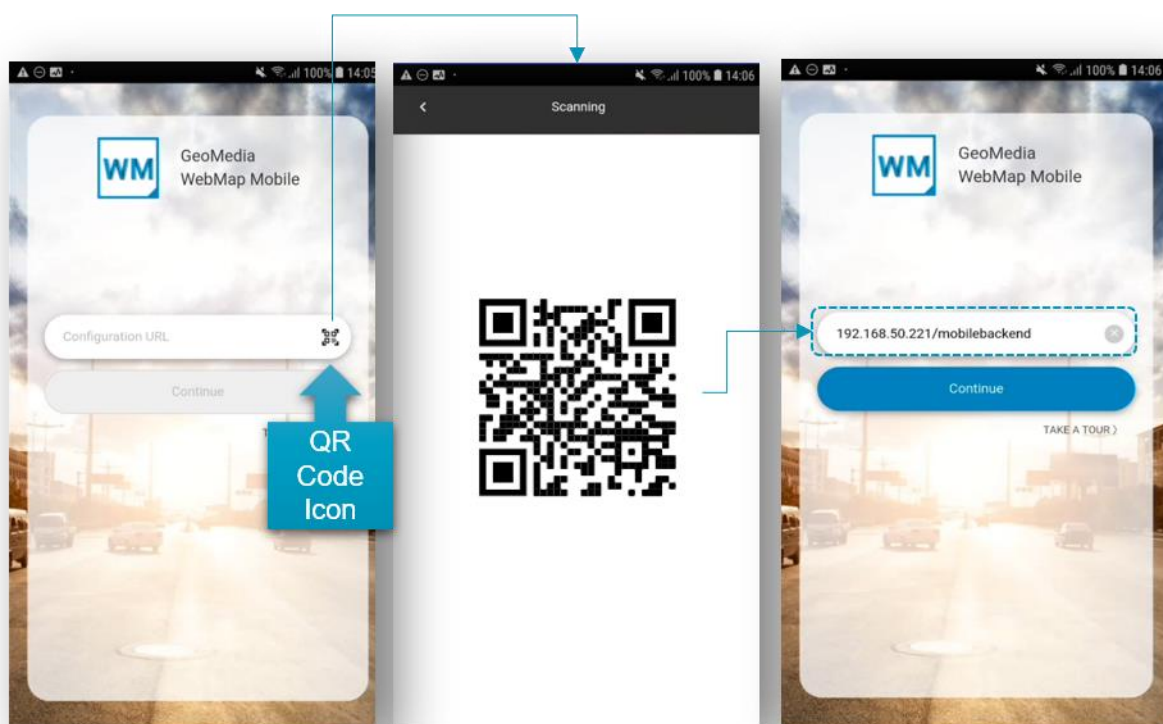 100% 14:05
WM
GeoMedia
WebMap Mobile
Configuration URL
Continue
QR
Code
Icon
100% 14:06
Scanning
100% 14:06
WM
GeoMedia
WebMap Mobile
192.168.50.221/mobilebackend
Continue
TAKE A TOUR